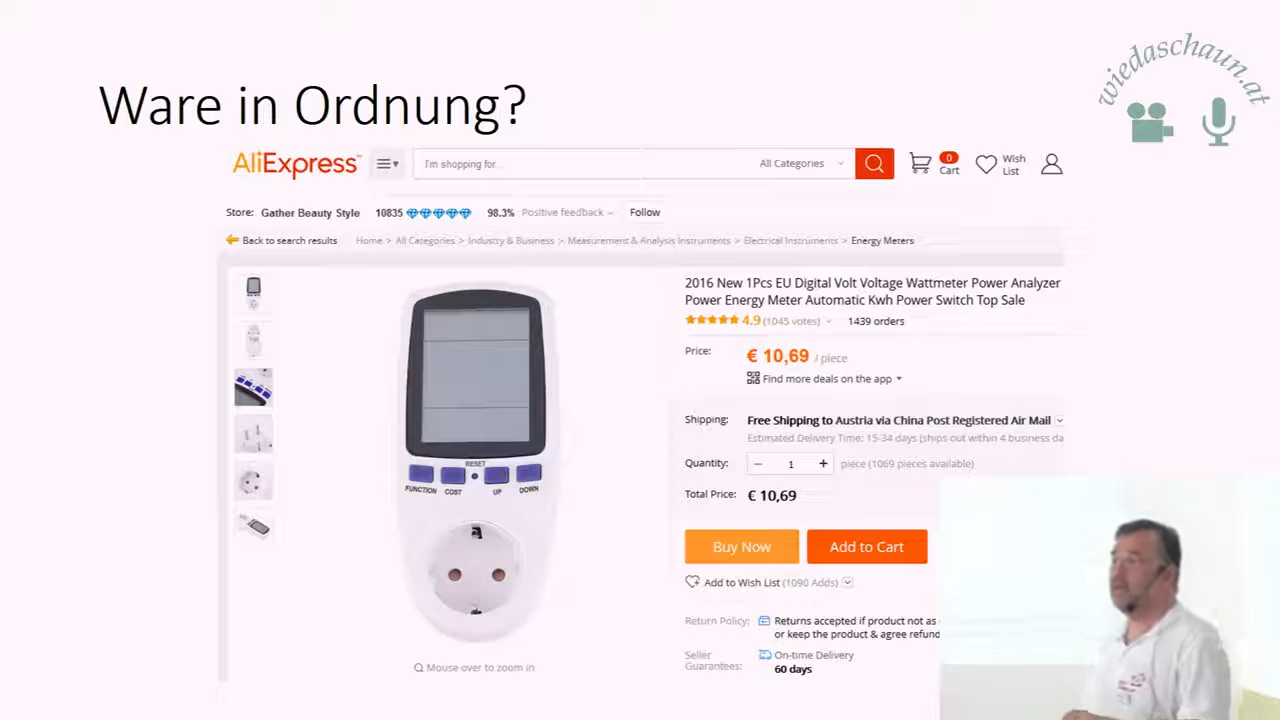 wiedaschaun.at
Ware in Ordnung?
AliExpress™
I'm shopping for...
All Categories
0
Cart
Wish
List
Store: Gather Beauty Style 10835 98.3% Positive feedback Follow
Back to search results Home > All Categories > Industry & Business > Measurement & Analysis Instruments > Electrical Instruments > Energy Meters
2016 New 1Pcs EU Digital Volt Voltage Wattmeter Power Analyzer
Power Energy Meter Automatic Kwh Power Switch Top Sale
4.9 (1045 votes) 1439 orders
Price: € 10,69 / piece
Find more deals on the app
Shipping: Free Shipping to Austria via China Post Registered Air Mail
Estimated Delivery Time: 15-34 days (ships out within 4 business da
Quantity: − 1 + piece (1069 pieces available)
Total Price: € 10,69
Buy Now Add to Cart
Add to Wish List (1090 Adds)
Return Policy: Returns accepted if product not as
or keep the product & agree refund
Seller
Guarantees:
On-time Delivery
60 days
RESET
FUNCTION COST UP DOWN
Mouse over to zoom in